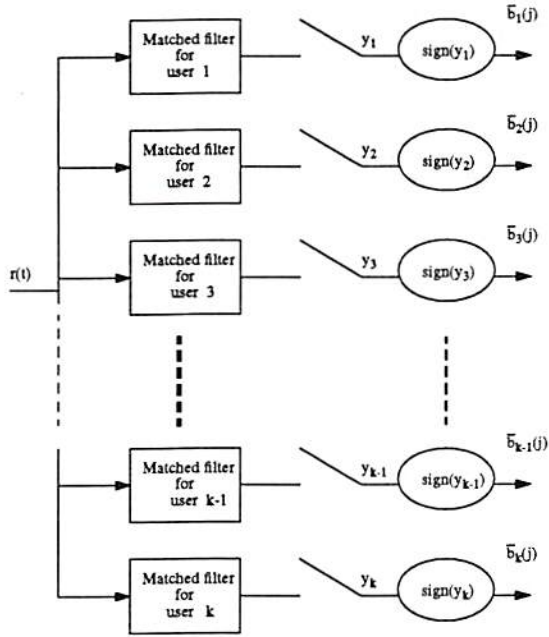 b̅₁(j)
Matched filter
for
user 1
y₁
sign(y₁)
b̅₂(j)
Matched filter
for
user 2
y₂
sign(y₂)
b̅₃(j)
r(t)
Matched filter
for
user 3
y₃
sign(y₃)
b̅ₖ₋₁(j)
Matched filter
for
user k-1
yₖ₋₁
sign(yₖ₋₁)
b̅ₖ(j)
Matched filter
for
user k
yₖ
sign(yₖ)